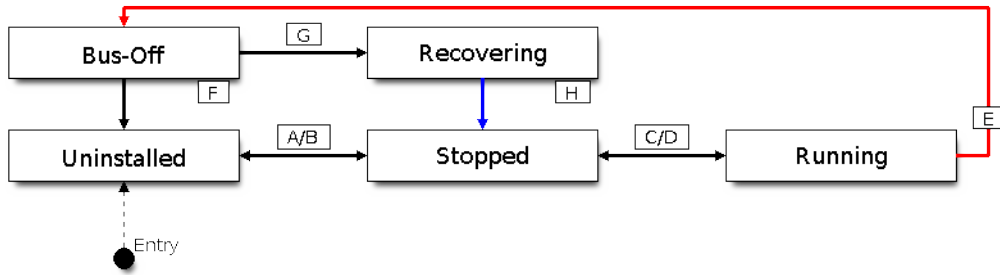 G
Bus-Off
Recovering
F
H
E
A/B
C/D
Uninstalled
Stopped
Running
Entry